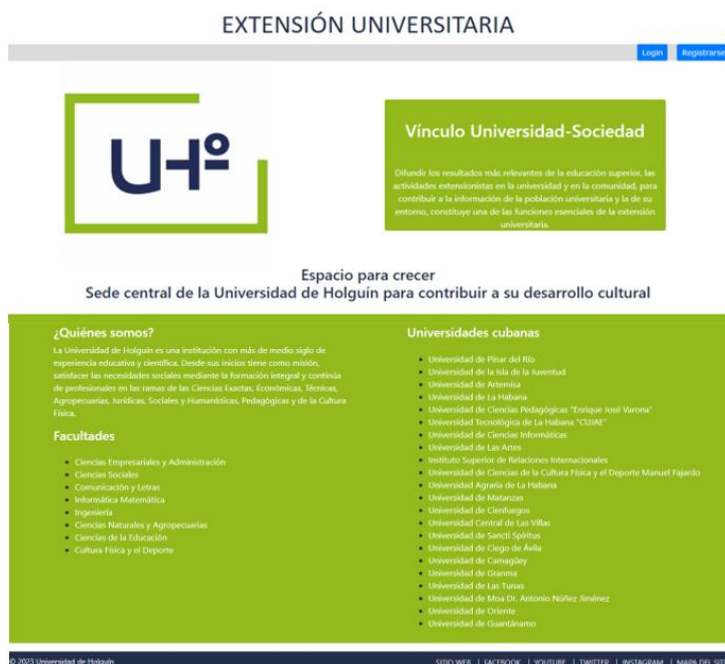 EXTENSIÓN UNIVERSITARIA
Login
Registrarse
UHº
Vínculo Universidad-Sociedad
Difundir los resultados más relevantes de la educación superior, las
actividades extensionistas en la universidad y en la comunidad, para
contribuir a la información de la población universitaria y la de su
entorno, constituye una de las funciones esenciales de la extensión
universitaria.
Espacio para crecer
Sede central de la Universidad de Holguín para contribuir a su desarrollo cultural
¿Quiénes somos?
La Universidad de Holguín es una institución con más de medio siglo de
experiencia educativa y científica. Desde sus inicios tiene como misión,
satisfacer las necesidades sociales mediante la formación integral y continúa
de profesionales en las ramas de las Ciencias Exactas, Económicas, Técnicas,
Agropecuarias, Jurídicas, Sociales y Humanísticas, Pedagógicas y de la Cultura
Física.
Facultades
Ciencias Empresariales y Administración
Ciencias Sociales
Comunicación y Letras
Informática Matemática
Ingeniería
Ciencias Naturales y Agropecuarias
Ciencias de la Educación
Cultura Física y el Deporte
Universidades cubanas
Universidad de Pinar del Río
Universidad de la Isla de la Juventud
Universidad de Artemisa
Universidad de La Habana
Universidad de Ciencias Pedagógicas "Enrique José Varona"
Universidad Tecnológica de La Habana "CUJAE"
Universidad de Ciencias Informáticas
Universidad de Las Artes
Instituto Superior de Relaciones Internacionales
Universidad de Ciencias de la Cultura Física y el Deporte Manuel Fajardo
Universidad Agraria de La Habana
Universidad de Matanzas
Universidad de Cienfuegos
Universidad Central de Las Villas
Universidad de Sancti Spíritus
Universidad de Ciego de Ávila
Universidad de Camagüey
Universidad de Granma
Universidad de Las Tunas
Universidad de Moa Dr. Antonio Núñez Jiménez
Universidad de Oriente
Universidad de Guantánamo
© 2023 Universidad de Holguín
SITIO WEB | FACEBOOK | YOUTUBE | TWITTER | INSTAGRAM | MAPA DEL SIT